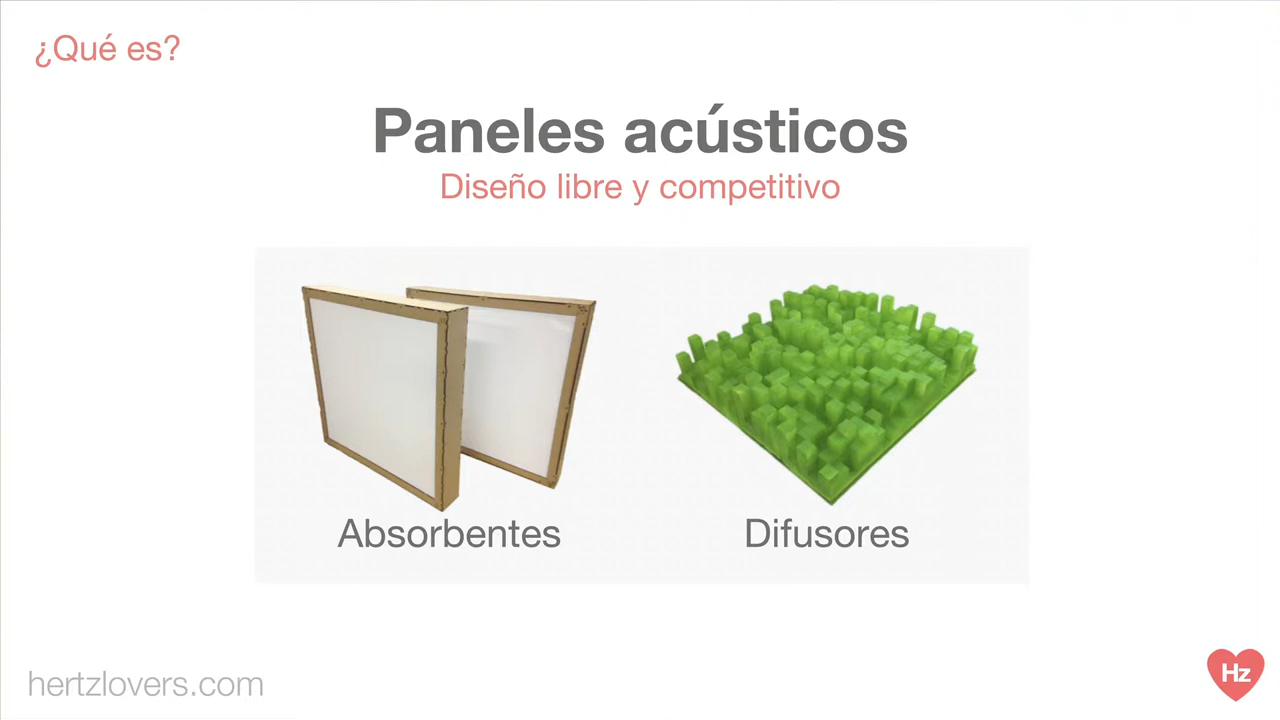 ¿Qué es?
Paneles acústicos
Diseño libre y competitivo
Absorbentes
Difusores
hertzlovers.com
Hz